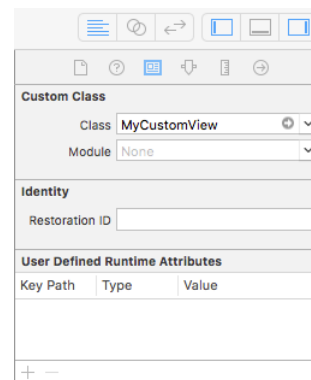 Custom Class
Class MyCustomView
Module None
Identity
Restoration ID
User Defined Runtime Attributes
Key Path Type Value